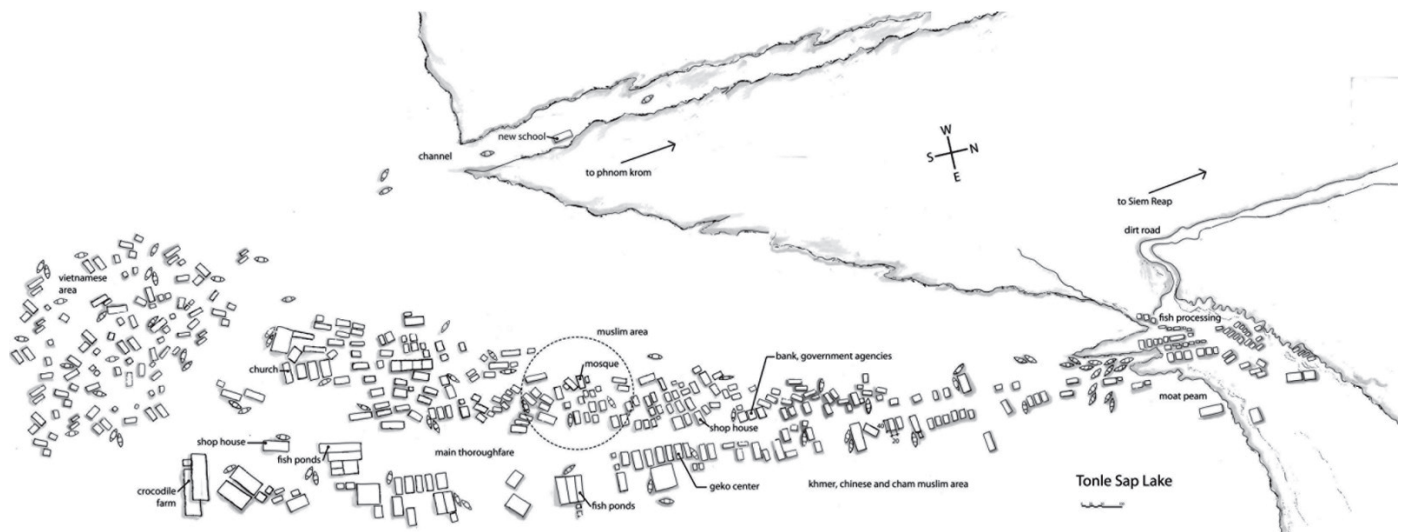 new school
channel
to phnom krom
W
S
N
E
to Siem Reap
dirt road
vietnamese
area
fish processing
muslim area
mosque
bank, government agencies
church
moat peam
shop house
shop house
fish ponds
main thoroughfare
40
20
crocodile
farm
geko center
khmer, chinese and cham muslim area
Tonle Sap Lake
fish ponds